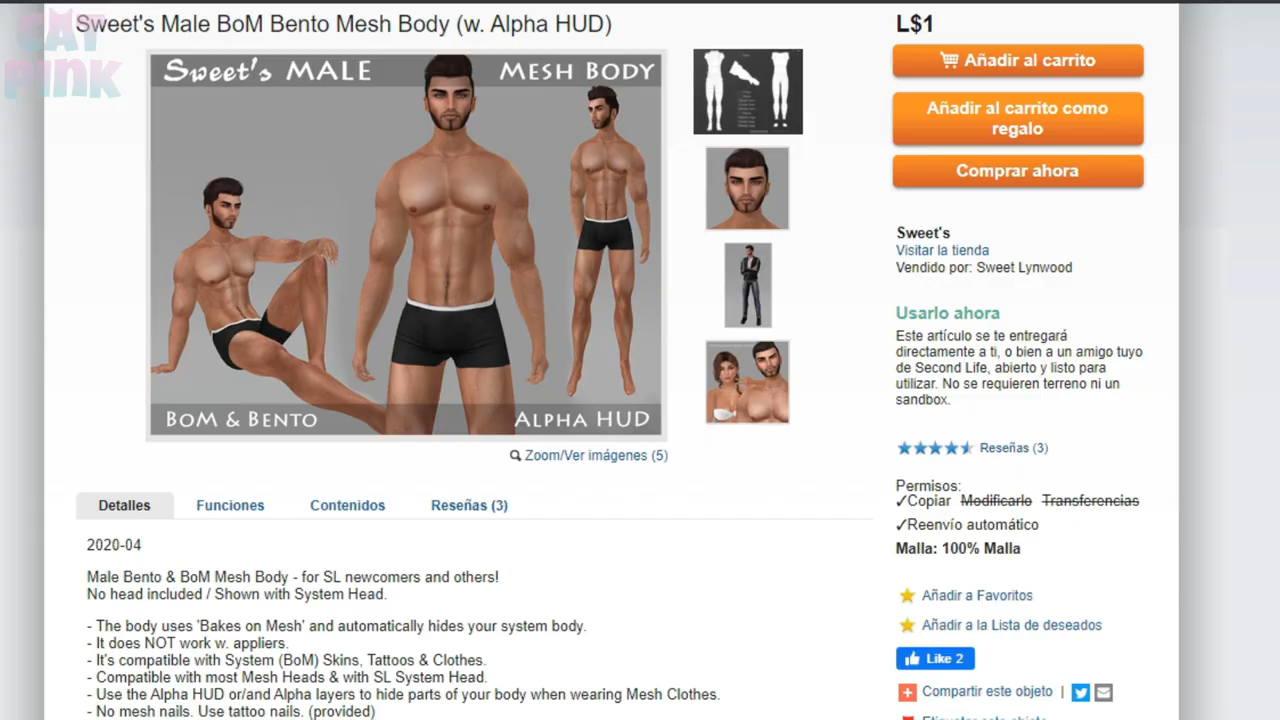 CAT
PINK
Sweet's Male BoM Bento Mesh Body (w. Alpha HUD)
Sweet's MALE
MESH BODY
BOM & BENTO
ALPHA HUD
Zoom/Ver imágenes (5)
Detalles
Funciones
Contenidos
Reseñas (3)
2020-04
Male Bento & BoM Mesh Body - for SL newcomers and others!
No head included / Shown with System Head.
- The body uses 'Bakes on Mesh' and automatically hides your system body.
- It does NOT work w. appliers.
- It's compatible with System (BoM) Skins, Tattoos & Clothes.
- Compatible with most Mesh Heads & with SL System Head.
- Use the Alpha HUD or/and Alpha layers to hide parts of your body when wearing Mesh Clothes.
- No mesh nails. Use tattoo nails. (provided)
L$1
Añadir al carrito
Añadir al carrito como
regalo
Comprar ahora
Sweet's
Visitar la tienda
Vendido por: Sweet Lynwood
Usarlo ahora
Este artículo se te entregará
directamente a ti, o bien a un amigo tuyo
de Second Life, abierto y listo para
utilizar. No se requieren terreno ni un
sandbox.
Reseñas (3)
Permisos:
✓Copiar Modificarlo Transferencias
✓Reenvío automático
Malla: 100% Malla
Añadir a Favoritos
Añadir a la Lista de deseados
Like 2
Compartir este objeto |
Etiquetar este objeto